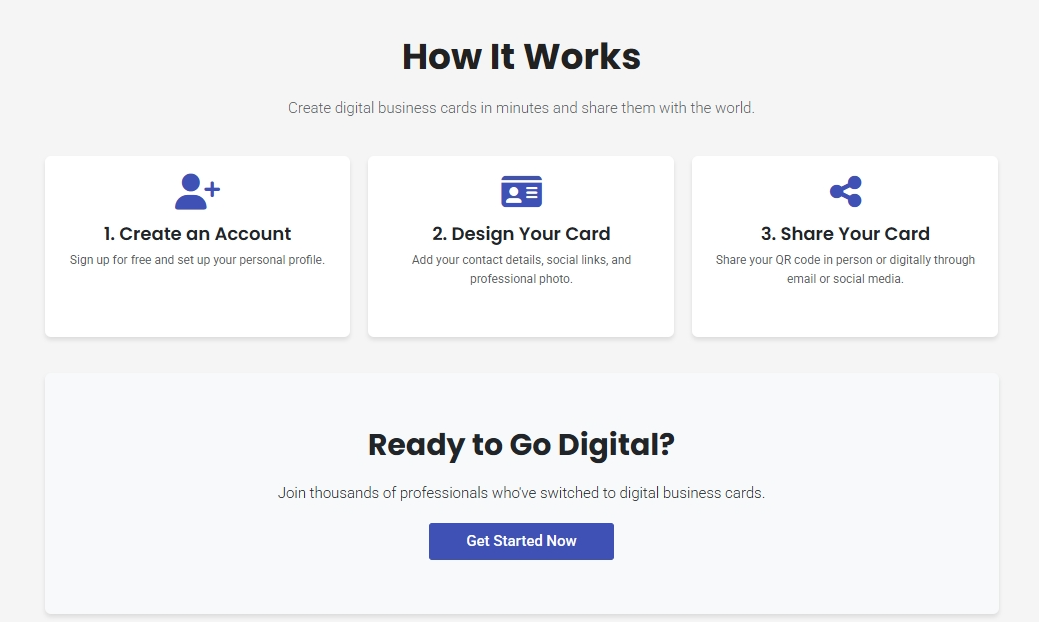 How It Works
Create digital business cards in minutes and share them with the world.
1. Create an Account
Sign up for free and set up your personal profile.
2. Design Your Card
Add your contact details, social links, and
professional photo.
3. Share Your Card
Share your QR code in person or digitally through
email or social media.
Ready to Go Digital?
Join thousands of professionals who've switched to digital business cards.
Get Started Now